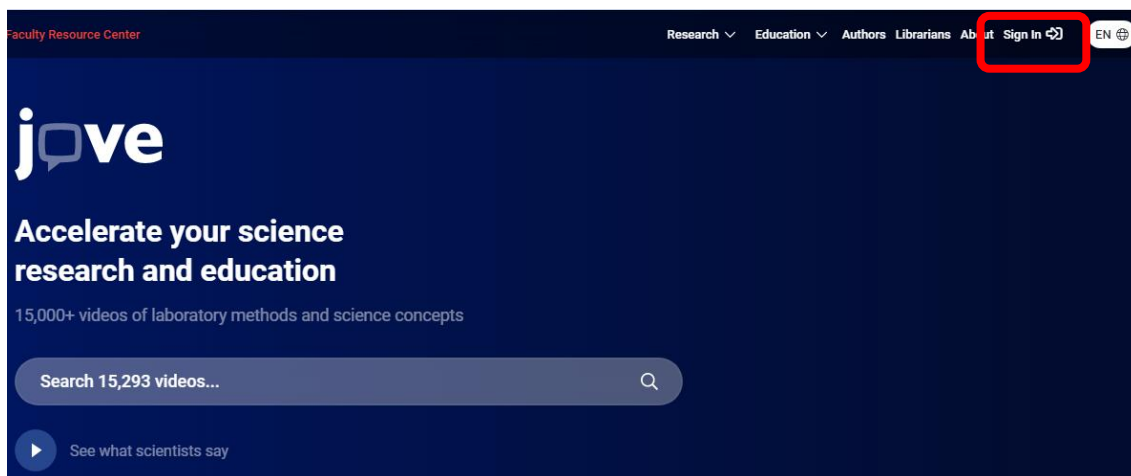 Faculty Resource Center
Research Education Authors Librarians About Sign In EN
jove
Accelerate your science
research and education
15,000+ videos of laboratory methods and science concepts
Search 15,293 videos...
See what scientists say